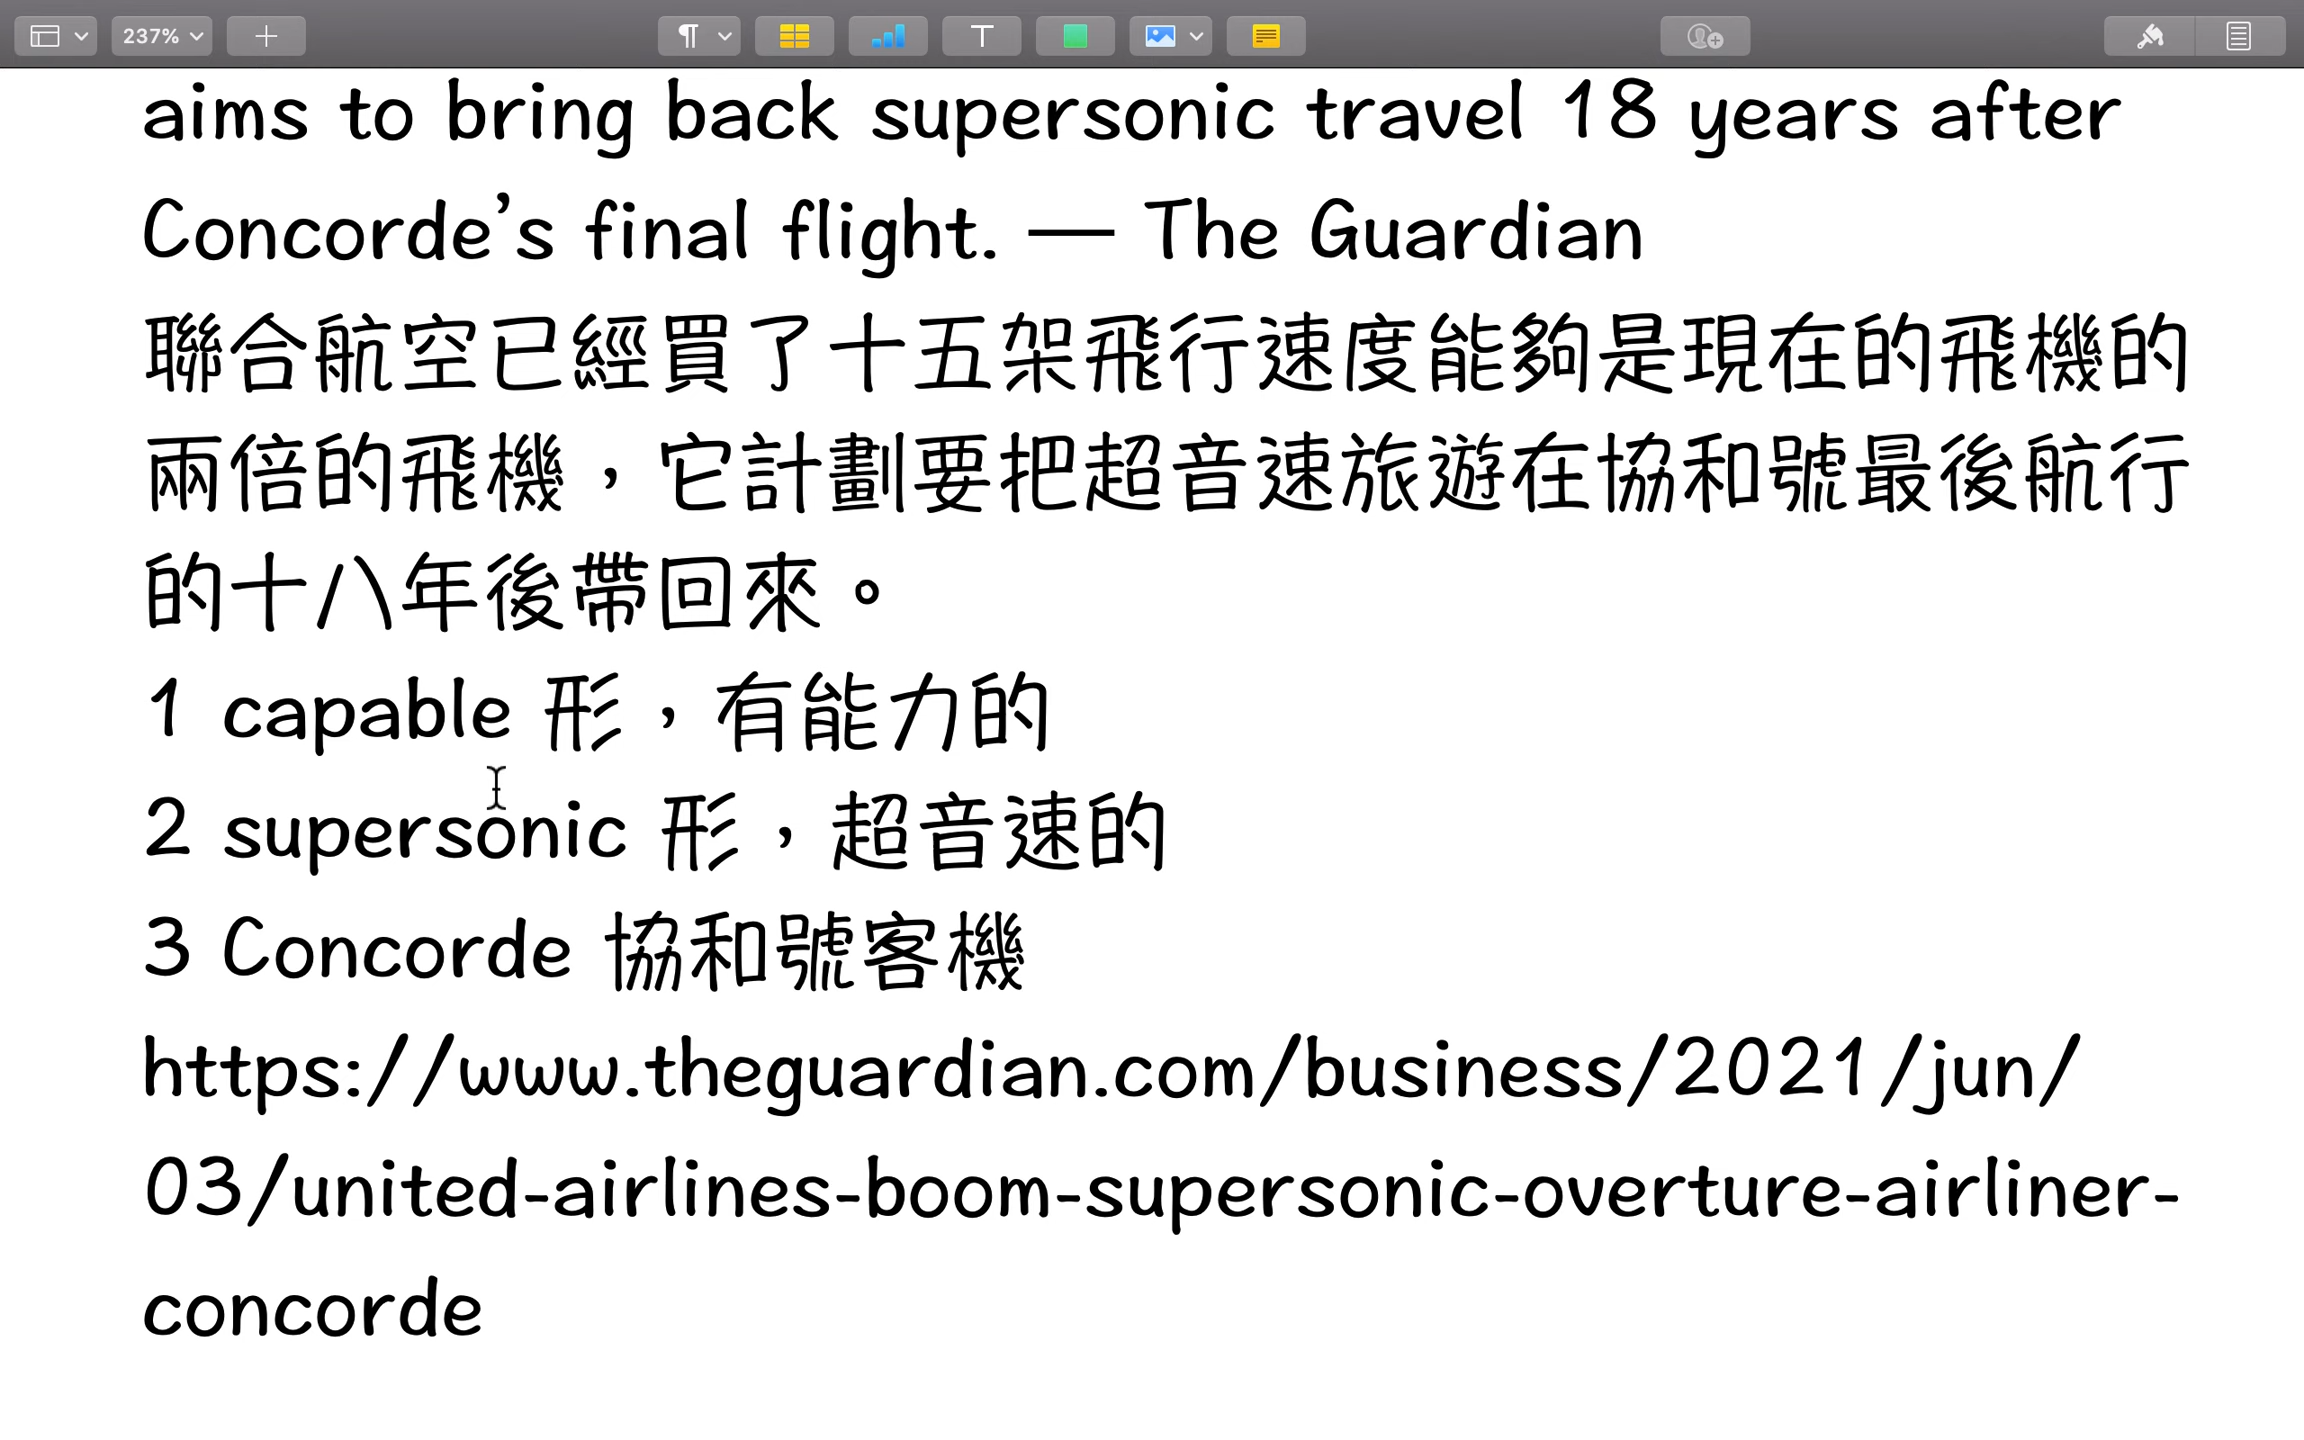 237%
aims to bring back supersonic travel 18 years after
Concorde’s final flight. — The Guardian
聯合航空已經買了十五架飛行速度能夠是現在的飛機的
兩倍的飛機，它計劃要把超音速旅遊在協和號最後航行
的十八年後帶回來。
1 capable 形，有能力的
2 supersonic 形，超音速的
3 Concorde 協和號客機
https://www.theguardian.com/business/2021/jun/
03/united-airlines-boom-supersonic-overture-airliner-
concorde